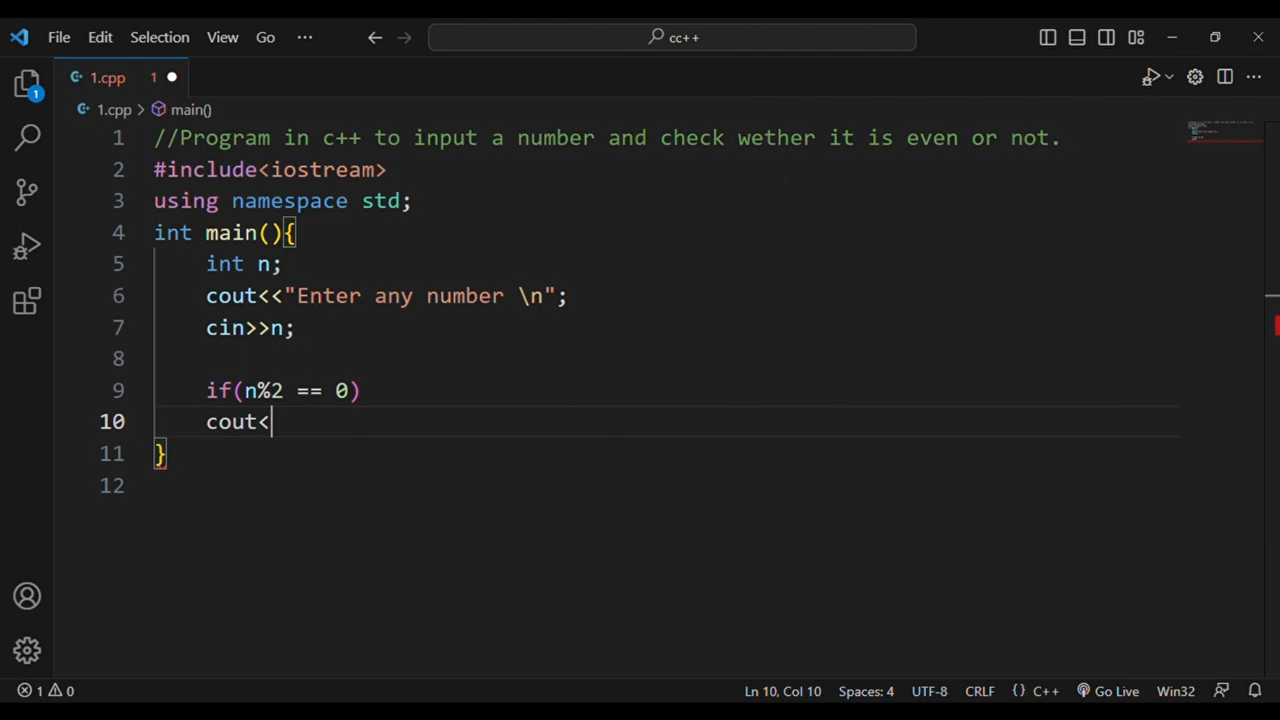 File Edit Selection View Go ··· cc++
1.cpp 1
1.cpp > main()
1 //Program in c++ to input a number and check wether it is even or not.
2 #include<iostream>
3 using namespace std;
4 int main(){
5 int n;
6 cout<<"Enter any number \n";
7 cin>>n;
8
9 if(n%2 == 0)
10 cout<
11 }
12
1 0 Ln 10, Col 10 Spaces: 4 UTF-8 CRLF {} C++ Go Live Win32